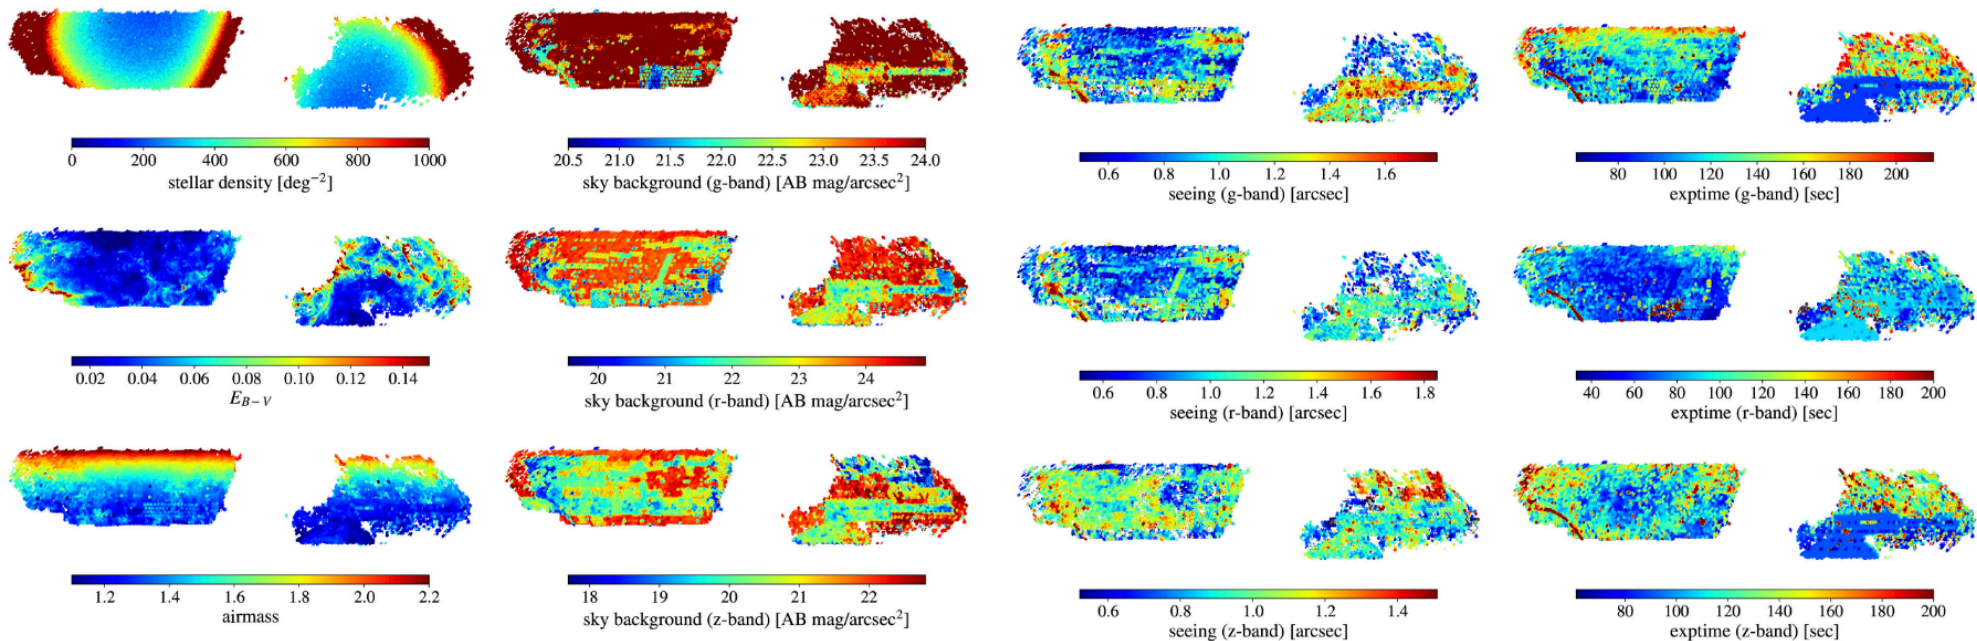 0 200 400 600 800 1000
stellar density [deg⁻²]
20.5 21.0 21.5 22.0 22.5 23.0 23.5 24.0
sky background (g-band) [AB mag/arcsec²]
0.6 0.8 1.0 1.2 1.4 1.6
seeing (g-band) [arcsec]
80 100 120 140 160 180 200
exptime (g-band) [sec]
0.02 0.04 0.06 0.08 0.10 0.12 0.14
E_{B−V}
20 21 22 23 24
sky background (r-band) [AB mag/arcsec²]
0.6 0.8 1.0 1.2 1.4 1.6 1.8
seeing (r-band) [arcsec]
40 60 80 100 120 140 160 180 200
exptime (r-band) [sec]
1.2 1.4 1.6 1.8 2.0 2.2
airmass
18 19 20 21 22
sky background (z-band) [AB mag/arcsec²]
0.6 0.8 1.0 1.2 1.4
seeing (z-band) [arcsec]
80 100 120 140 160 180 200
exptime (z-band) [sec]